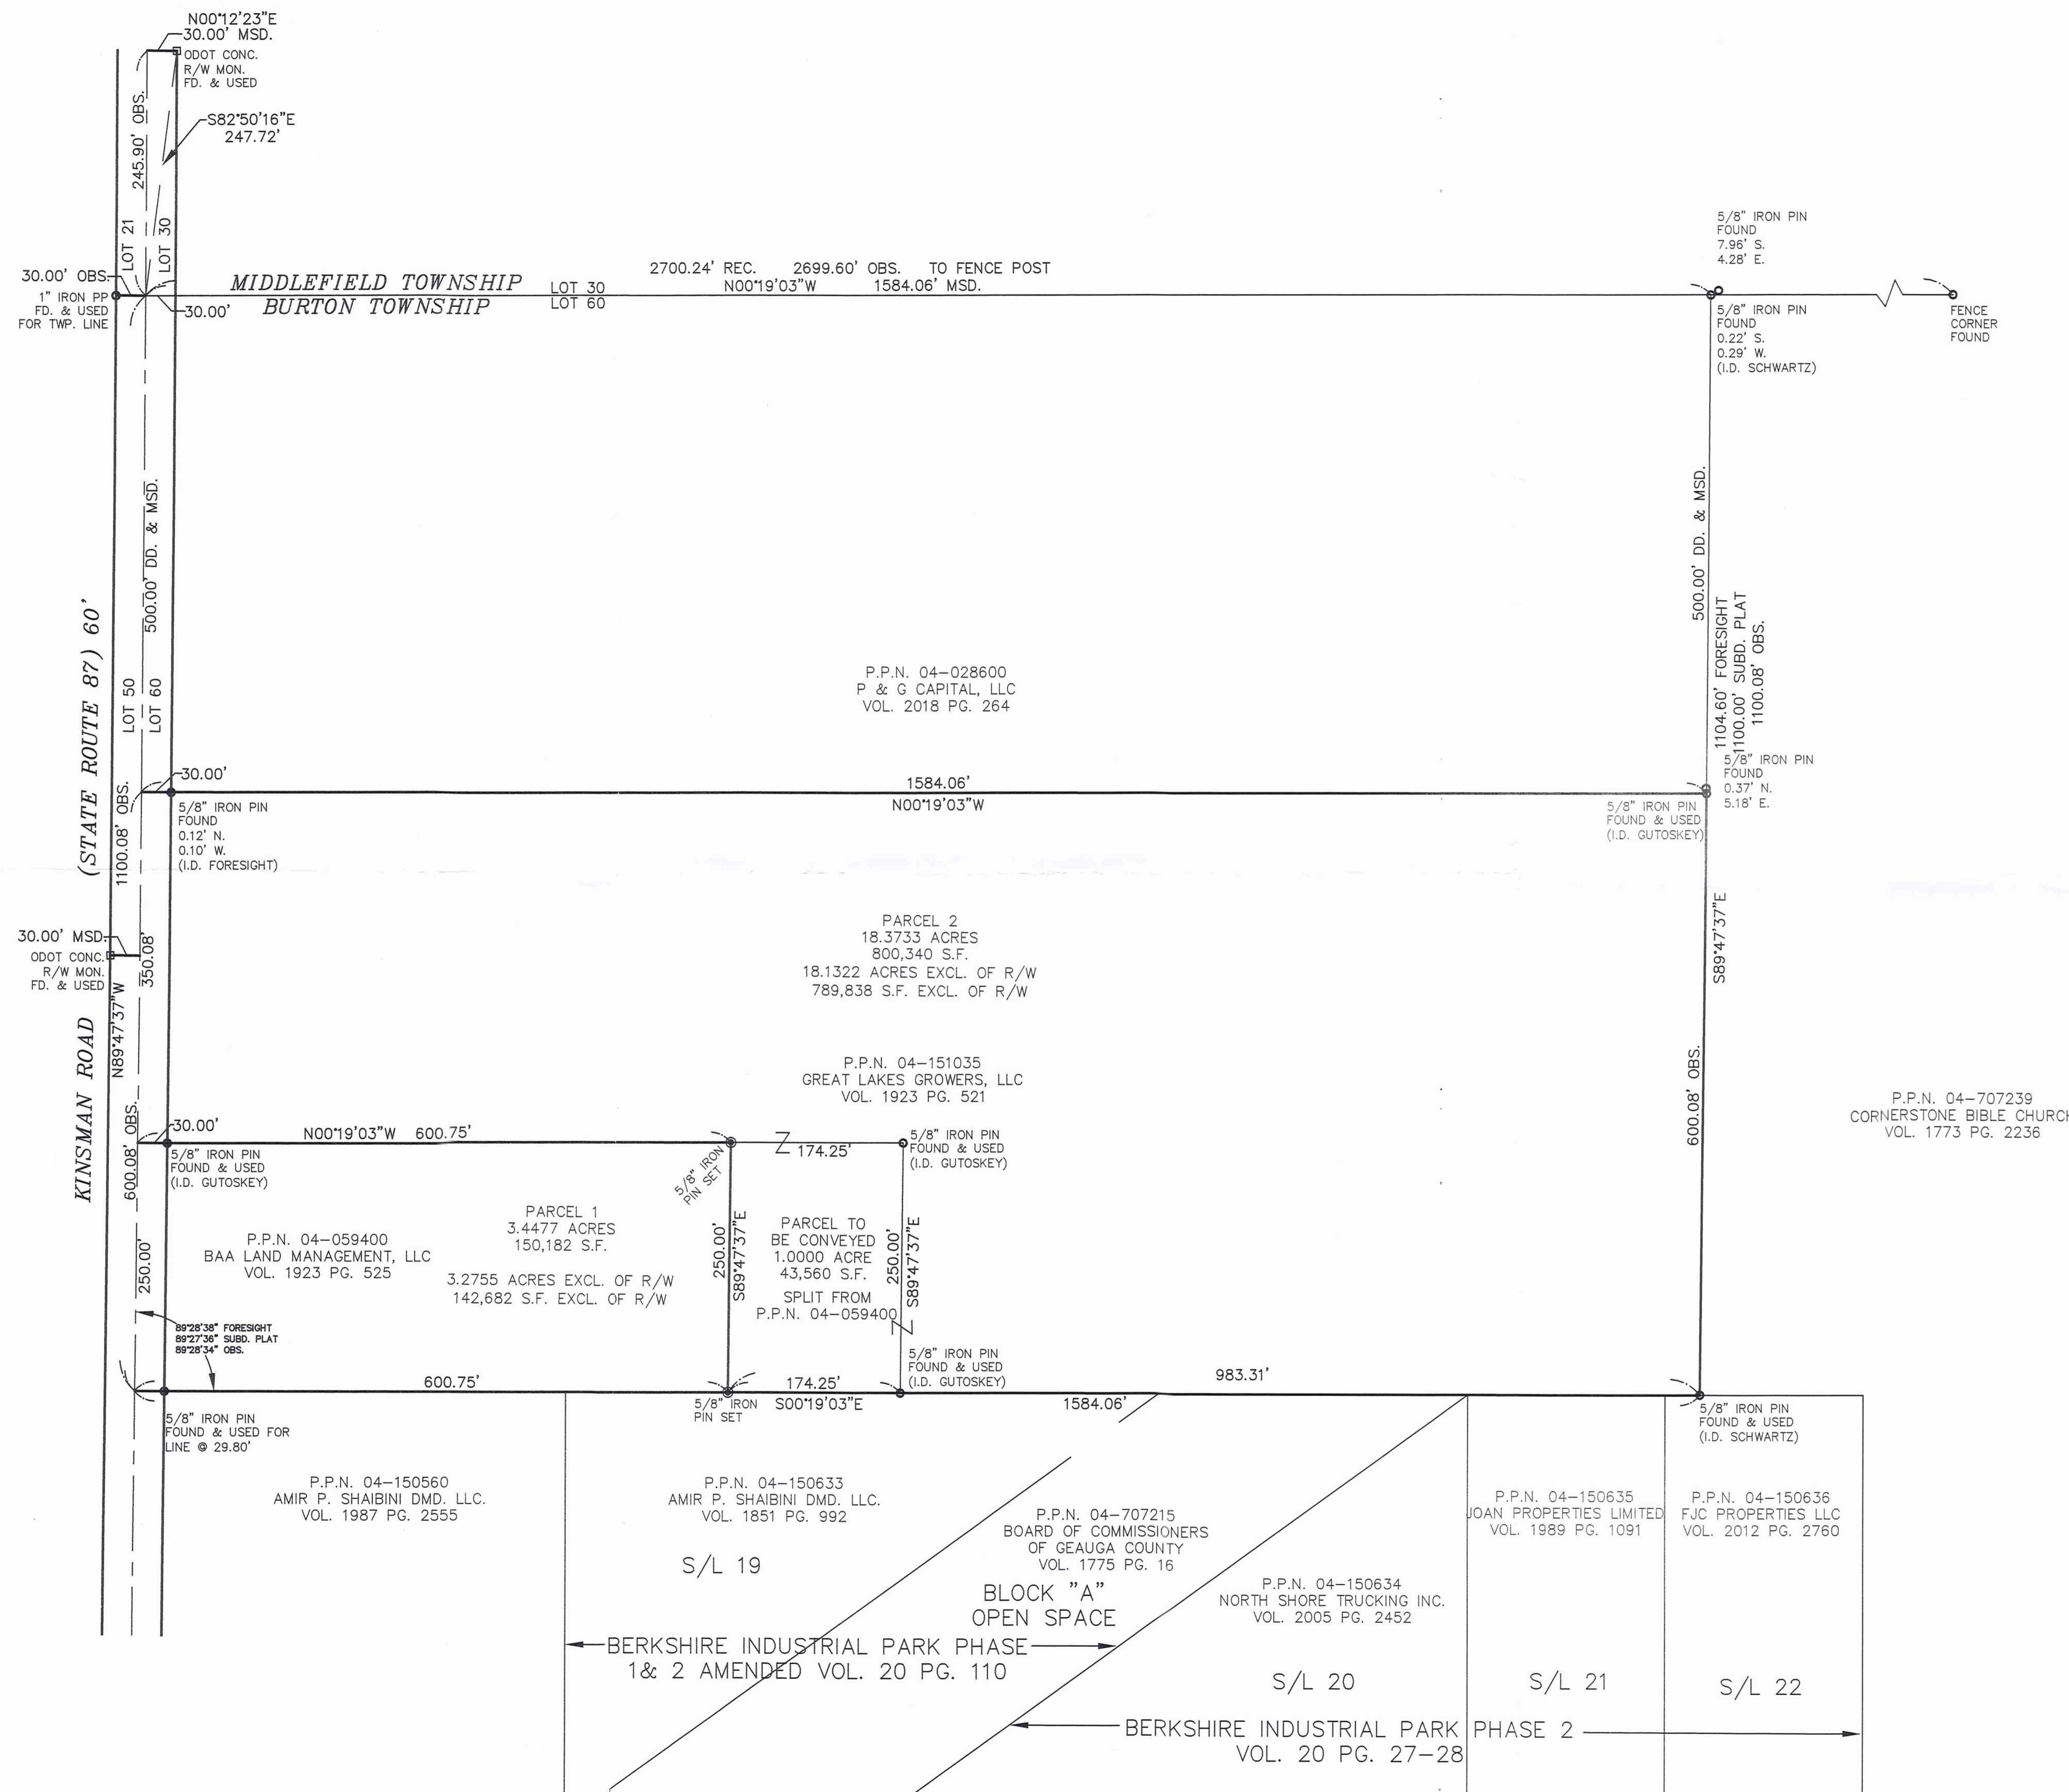 N00°12'23"E
30.00' MSD.
ODOT CONC.
R/W MON.
FD. & USED
245.90' OBS.
S82°50'16"E
247.72'
LOT 21
LOT 30
30.00' OBS.
1" IRON PP
FD. & USED
FOR TWP. LINE
30.00'
MIDDLEFIELD TOWNSHIP
BURTON TOWNSHIP
LOT 30
LOT 60
2700.24' REC. 2699.60' OBS. TO FENCE POST
N00°19'03"W 1584.06' MSD.
5/8" IRON PIN
FOUND
7.96' S.
4.28' E.
5/8" IRON PIN
FOUND
0.22' S.
0.29' W.
(I.D. SCHWARTZ)
FENCE
CORNER
FOUND
500.00' DD. & MSD.
500.00' DD. & MSD.
1104.60' FORESIGHT
1100.00' SUBD. PLAT
1100.08' OBS.
KINSMAN ROAD (STATE ROUTE 87) 60'
LOT 50
LOT 60
P.P.N. 04-028600
P & G CAPITAL, LLC
VOL. 2018 PG. 264
30.00'
1584.06'
N00°19'03"W
5/8" IRON PIN
FOUND
0.12' N.
0.10' W.
(I.D. FORESIGHT)
5/8" IRON PIN
FOUND & USED
(I.D. GUTOSKEY)
5/8" IRON PIN
FOUND
0.37' N.
5.18' E.
1100.08' OBS.
30.00' MSD.
ODOT CONC.
R/W MON.
FD. & USED
350.08'
N89°47'37"W
PARCEL 2
18.3733 ACRES
800,340 S.F.
18.1322 ACRES EXCL. OF R/W
789,838 S.F. EXCL. OF R/W
S89°47'37"E
600.08' OBS.
P.P.N. 04-151035
GREAT LAKES GROWERS, LLC
VOL. 1923 PG. 521
P.P.N. 04-707239
CORNERSTONE BIBLE CHURCH
VOL. 1773 PG. 2236
600.08' OBS.
30.00'
N00°19'03"W 600.75'
174.25'
5/8" IRON PIN
FOUND & USED
(I.D. GUTOSKEY)
5/8" IRON
PIN SET
5/8" IRON PIN
FOUND & USED
(I.D. GUTOSKEY)
PARCEL 1
3.4477 ACRES
150,182 S.F.
3.2755 ACRES EXCL. OF R/W
142,682 S.F. EXCL. OF R/W
P.P.N. 04-059400
BAA LAND MANAGEMENT, LLC
VOL. 1923 PG. 525
250.00'
250.00'
S89°47'37"E
PARCEL TO
BE CONVEYED
1.0000 ACRE
43,560 S.F.
SPLIT FROM
P.P.N. 04-059400
250.00'
S89°47'37"E
89°28'38" FORESIGHT
89°27'36" SUBD. PLAT
89°28'34" OBS.
5/8" IRON PIN
FOUND & USED
(I.D. GUTOSKEY)
600.75'
174.25'
S00°19'03"E
983.31'
1584.06'
5/8" IRON
PIN SET
5/8" IRON PIN
FOUND & USED FOR
LINE @ 29.80'
5/8" IRON PIN
FOUND & USED
(I.D. SCHWARTZ)
P.P.N. 04-150560
AMIR P. SHAIBINI DMD. LLC.
VOL. 1987 PG. 2555
P.P.N. 04-150633
AMIR P. SHAIBINI DMD. LLC.
VOL. 1851 PG. 992
S/L 19
P.P.N. 04-707215
BOARD OF COMMISSIONERS
OF GEAUGA COUNTY
VOL. 1775 PG. 16
BLOCK "A"
OPEN SPACE
P.P.N. 04-150634
NORTH SHORE TRUCKING INC.
VOL. 2005 PG. 2452
S/L 20
P.P.N. 04-150635
JOAN PROPERTIES LIMITED
VOL. 1989 PG. 1091
S/L 21
P.P.N. 04-150636
FJC PROPERTIES LLC
VOL. 2012 PG. 2760
S/L 22
BERKSHIRE INDUSTRIAL PARK PHASE
1& 2 AMENDED VOL. 20 PG. 110
BERKSHIRE INDUSTRIAL PARK PHASE 2
VOL. 20 PG. 27-28